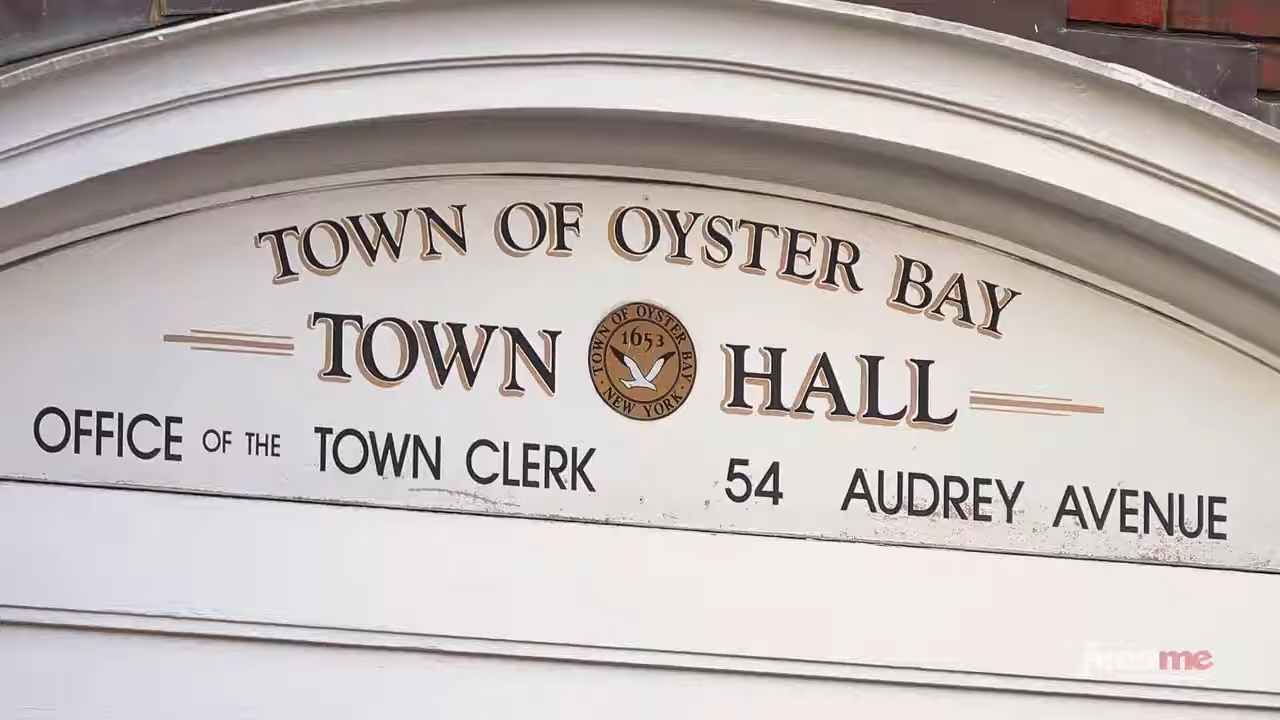 TOWN OF OYSTER BAY
TOWN HALL
TOWN OF OYSTER BAY
1653
NEW YORK
OFFICE OF THE TOWN CLERK 54 AUDREY AVENUE
me